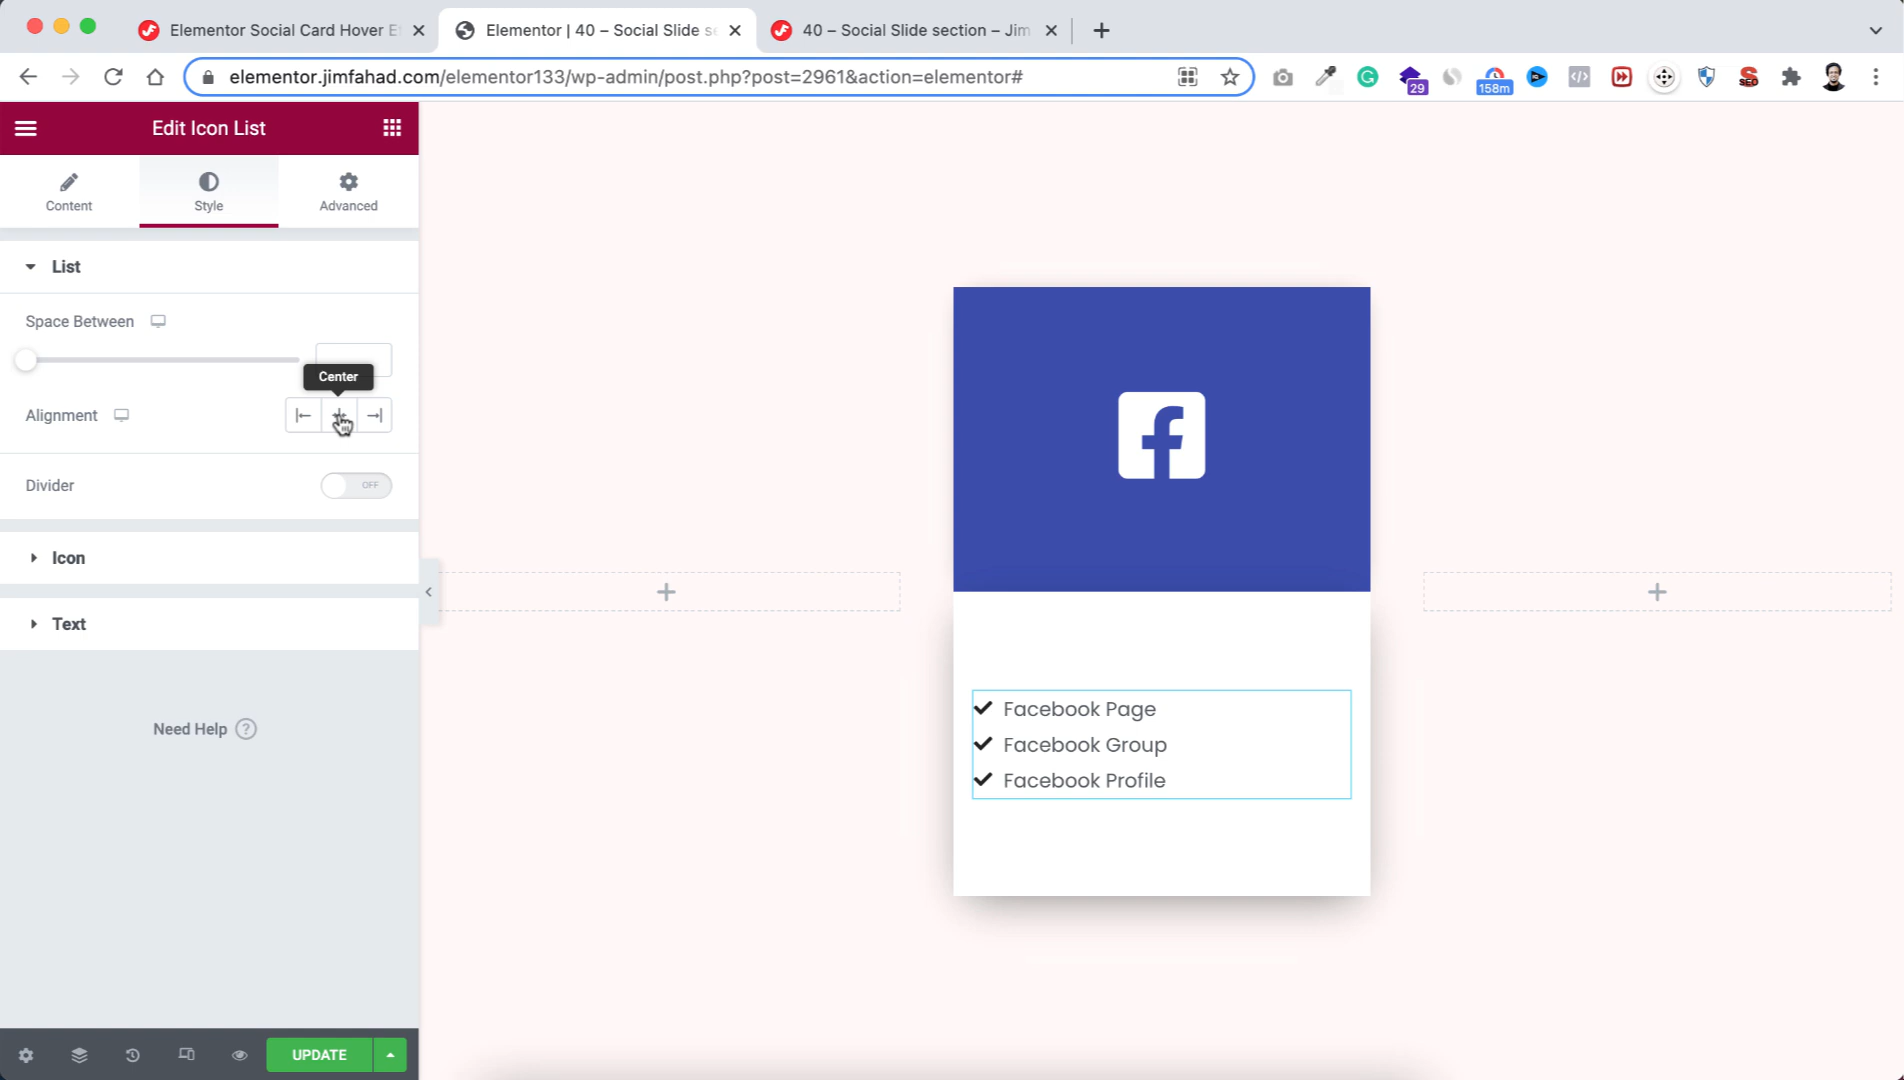 Elementor Social Card Hover E
Elementor | 40 – Social Slide se
40 – Social Slide section – Jim
elementor.jimfahad.com/elementor133/wp-admin/post.php?post=2961&action=elementor#
29
158m
SEO
Edit Icon List
Content
Style
Advanced
List
Space Between
Center
Alignment
Divider
OFF
Icon
Text
Need Help ?
UPDATE
Facebook Page
Facebook Group
Facebook Profile